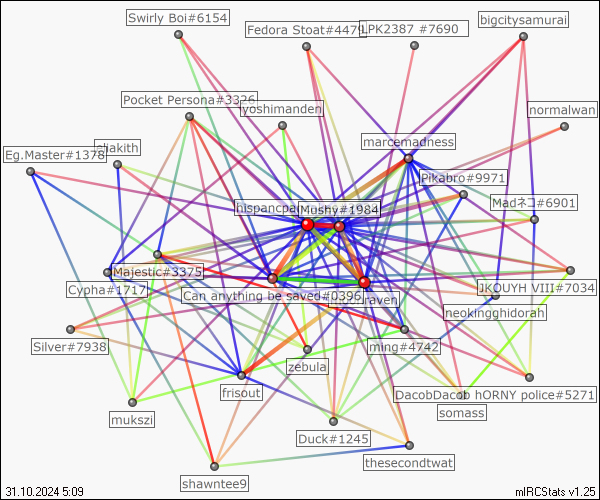 Swirly Boi#6154
bigcitysamurai
Fedora Stoat#4479
LPK2387 #7690
Pocket Persona#3326
yoshimanden
normalwan
marcemadness
Eg.Master#1378
Pikabro#9971
Madネコ#6901
hispancpa
Mushy#1984
Majestic#3375
Cypha#1717
Can anything be saved#0396
raven
JKOUYH VIII#7034
neokingghidorah
Silver#7938
ming#4742
zebula
frisout
DacobDacob
hORNY police#5271
somass
mukszi
Duck#1245
thesecondtwat
shawntee9
31.10.2024 5:09
mIRCStats v1.25